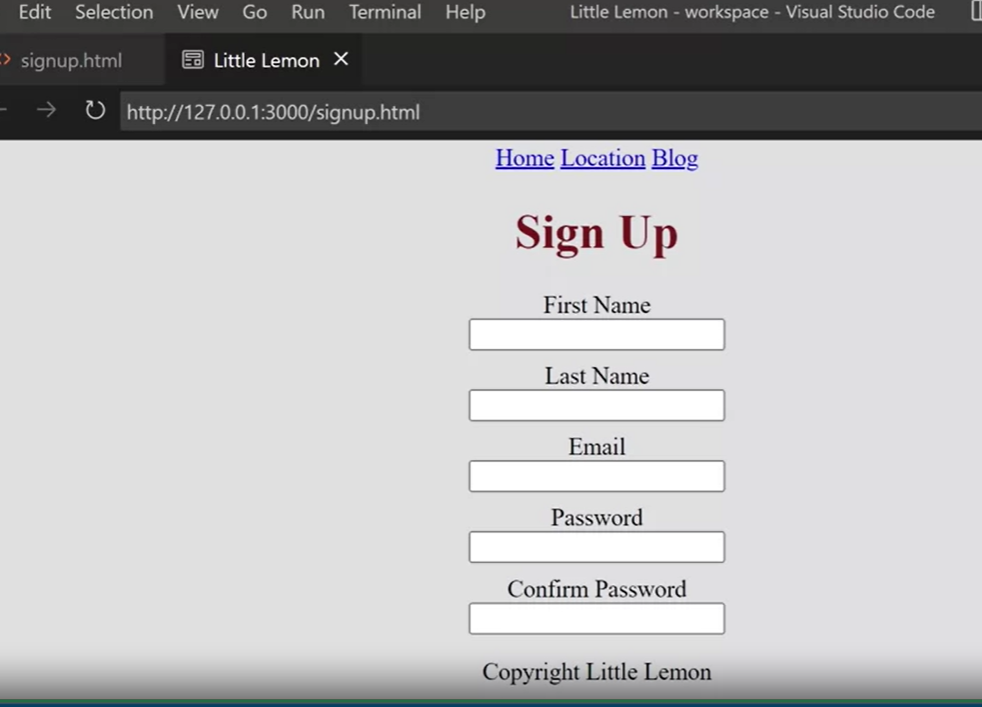 Edit Selection View Go Run Terminal Help Little Lemon - workspace - Visual Studio Code
signup.html Little Lemon
http://127.0.0.1:3000/signup.html
Home Location Blog
Sign Up
First Name
Last Name
Email
Password
Confirm Password
Copyright Little Lemon